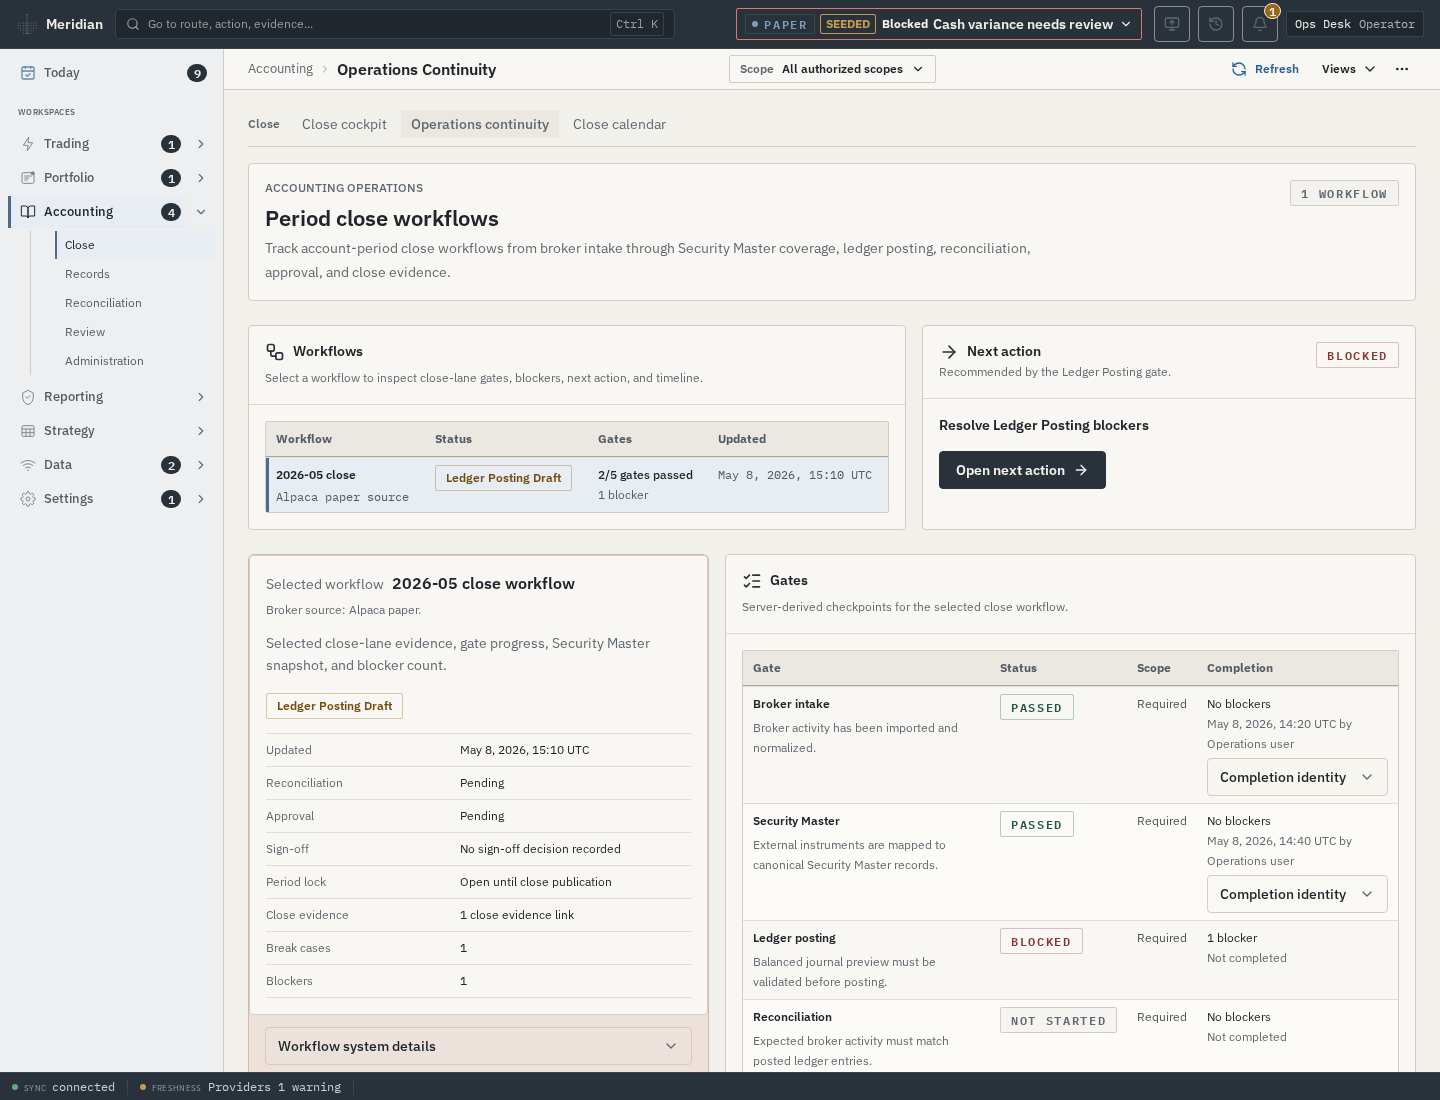 Meridian
Go to route, action, evidence...
Ctrl K
PAPER
SEEDED
Blocked Cash variance needs review
1
Ops Desk Operator
Today
9
WORKSPACES
Trading
1
Portfolio
1
Accounting
4
Close
Records
Reconciliation
Review
Administration
Reporting
Strategy
Data
2
Settings
1
Accounting
Operations Continuity
Scope All authorized scopes
Refresh
Views
Close
Close cockpit
Operations continuity
Close calendar
ACCOUNTING OPERATIONS
1 WORKFLOW
Period close workflows
Track account-period close workflows from broker intake through Security Master coverage, ledger posting, reconciliation,
approval, and close evidence.
Workflows
Select a workflow to inspect close-lane gates, blockers, next action, and timeline.
Workflow Status Gates Updated
2026-05 close Ledger Posting Draft 2/5 gates passed May 8, 2026, 15:10 UTC
Alpaca paper source 1 blocker
Next action
BLOCKED
Recommended by the Ledger Posting gate.
Resolve Ledger Posting blockers
Open next action
Selected workflow 2026-05 close workflow
Broker source: Alpaca paper.
Selected close-lane evidence, gate progress, Security Master
snapshot, and blocker count.
Ledger Posting Draft
Updated May 8, 2026, 15:10 UTC
Reconciliation Pending
Approval Pending
Sign-off No sign-off decision recorded
Period lock Open until close publication
Close evidence 1 close evidence link
Break cases 1
Blockers 1
Workflow system details
Gates
Server-derived checkpoints for the selected close workflow.
Gate Status Scope Completion
Broker intake PASSED Required No blockers
Broker activity has been imported and May 8, 2026, 14:20 UTC by
normalized. Operations user
Completion identity
Security Master PASSED Required No blockers
External instruments are mapped to May 8, 2026, 14:40 UTC by
canonical Security Master records. Operations user
Completion identity
Ledger posting BLOCKED Required 1 blocker
Balanced journal preview must be Not completed
validated before posting.
Reconciliation NOT STARTED Required No blockers
Expected broker activity must match Not completed
posted ledger entries.
SYNC connected
FRESHNESS Providers 1 warning